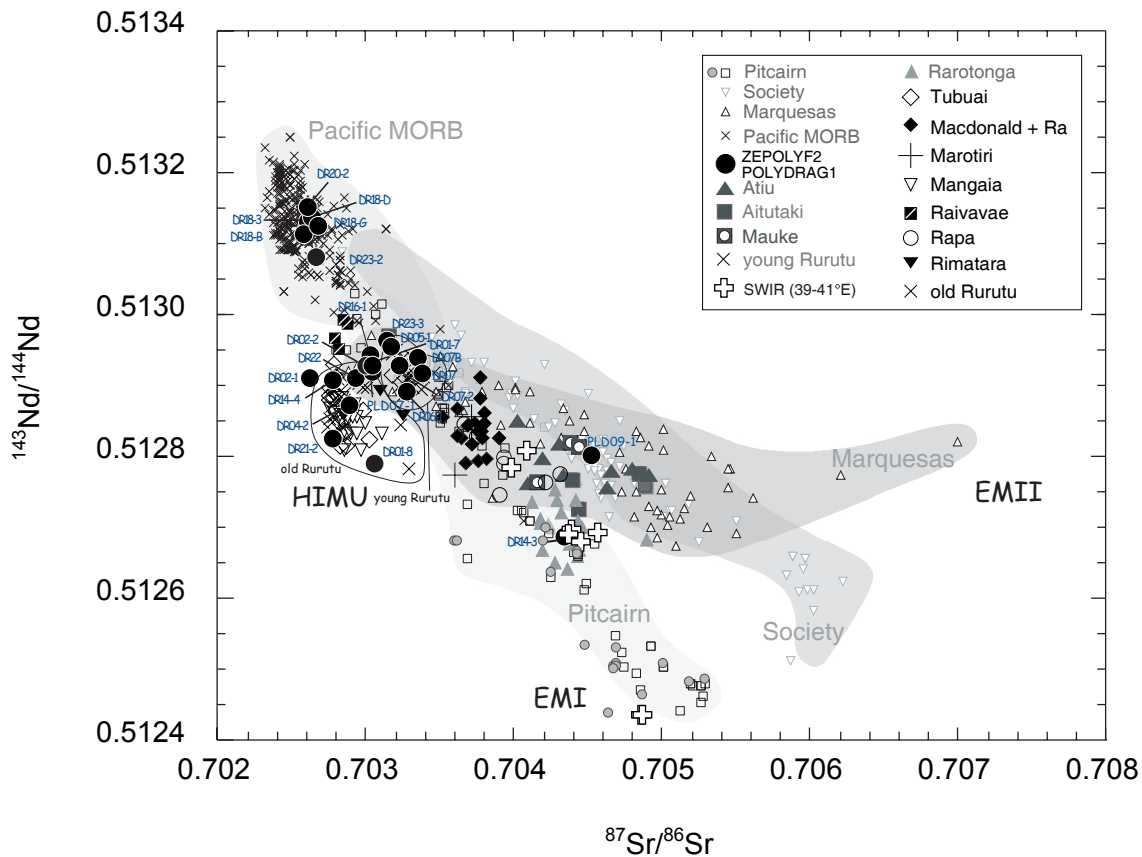 0.5134
0.5132
0.5130
0.5128
0.5126
0.5124
143Nd/144Nd
Pitcairn
Society
Marquesas
Pacific MORB
ZEPOLYF2
POLYDRAG1
Atiu
Aitutaki
Mauke
young Rurutu
SWIR (39-41°E)
Rarotonga
Tubuai
Macdonald + Ra
Marotiri
Mangaia
Raivavae
Rapa
Rimatara
old Rurutu
Pacific MORB
DR20-2
DR18-D
DR18-3
DR18-G
DR18-B
DR23-2
DR16-1
DR23-3
DR05-1
DR02-2
DR01-7
DR22
DR07B
DR02-1
DR07
DR14-4
DR07-2
PLD07-1
DR04-2
DR21-2
DR01-8
old Rurutu
HIMU
young Rurutu
PLD09-1
Marquesas
EMII
DR14-3
Pitcairn
Society
EMI
0.702
0.703
0.704
0.705
0.706
0.707
0.708
87Sr/86Sr